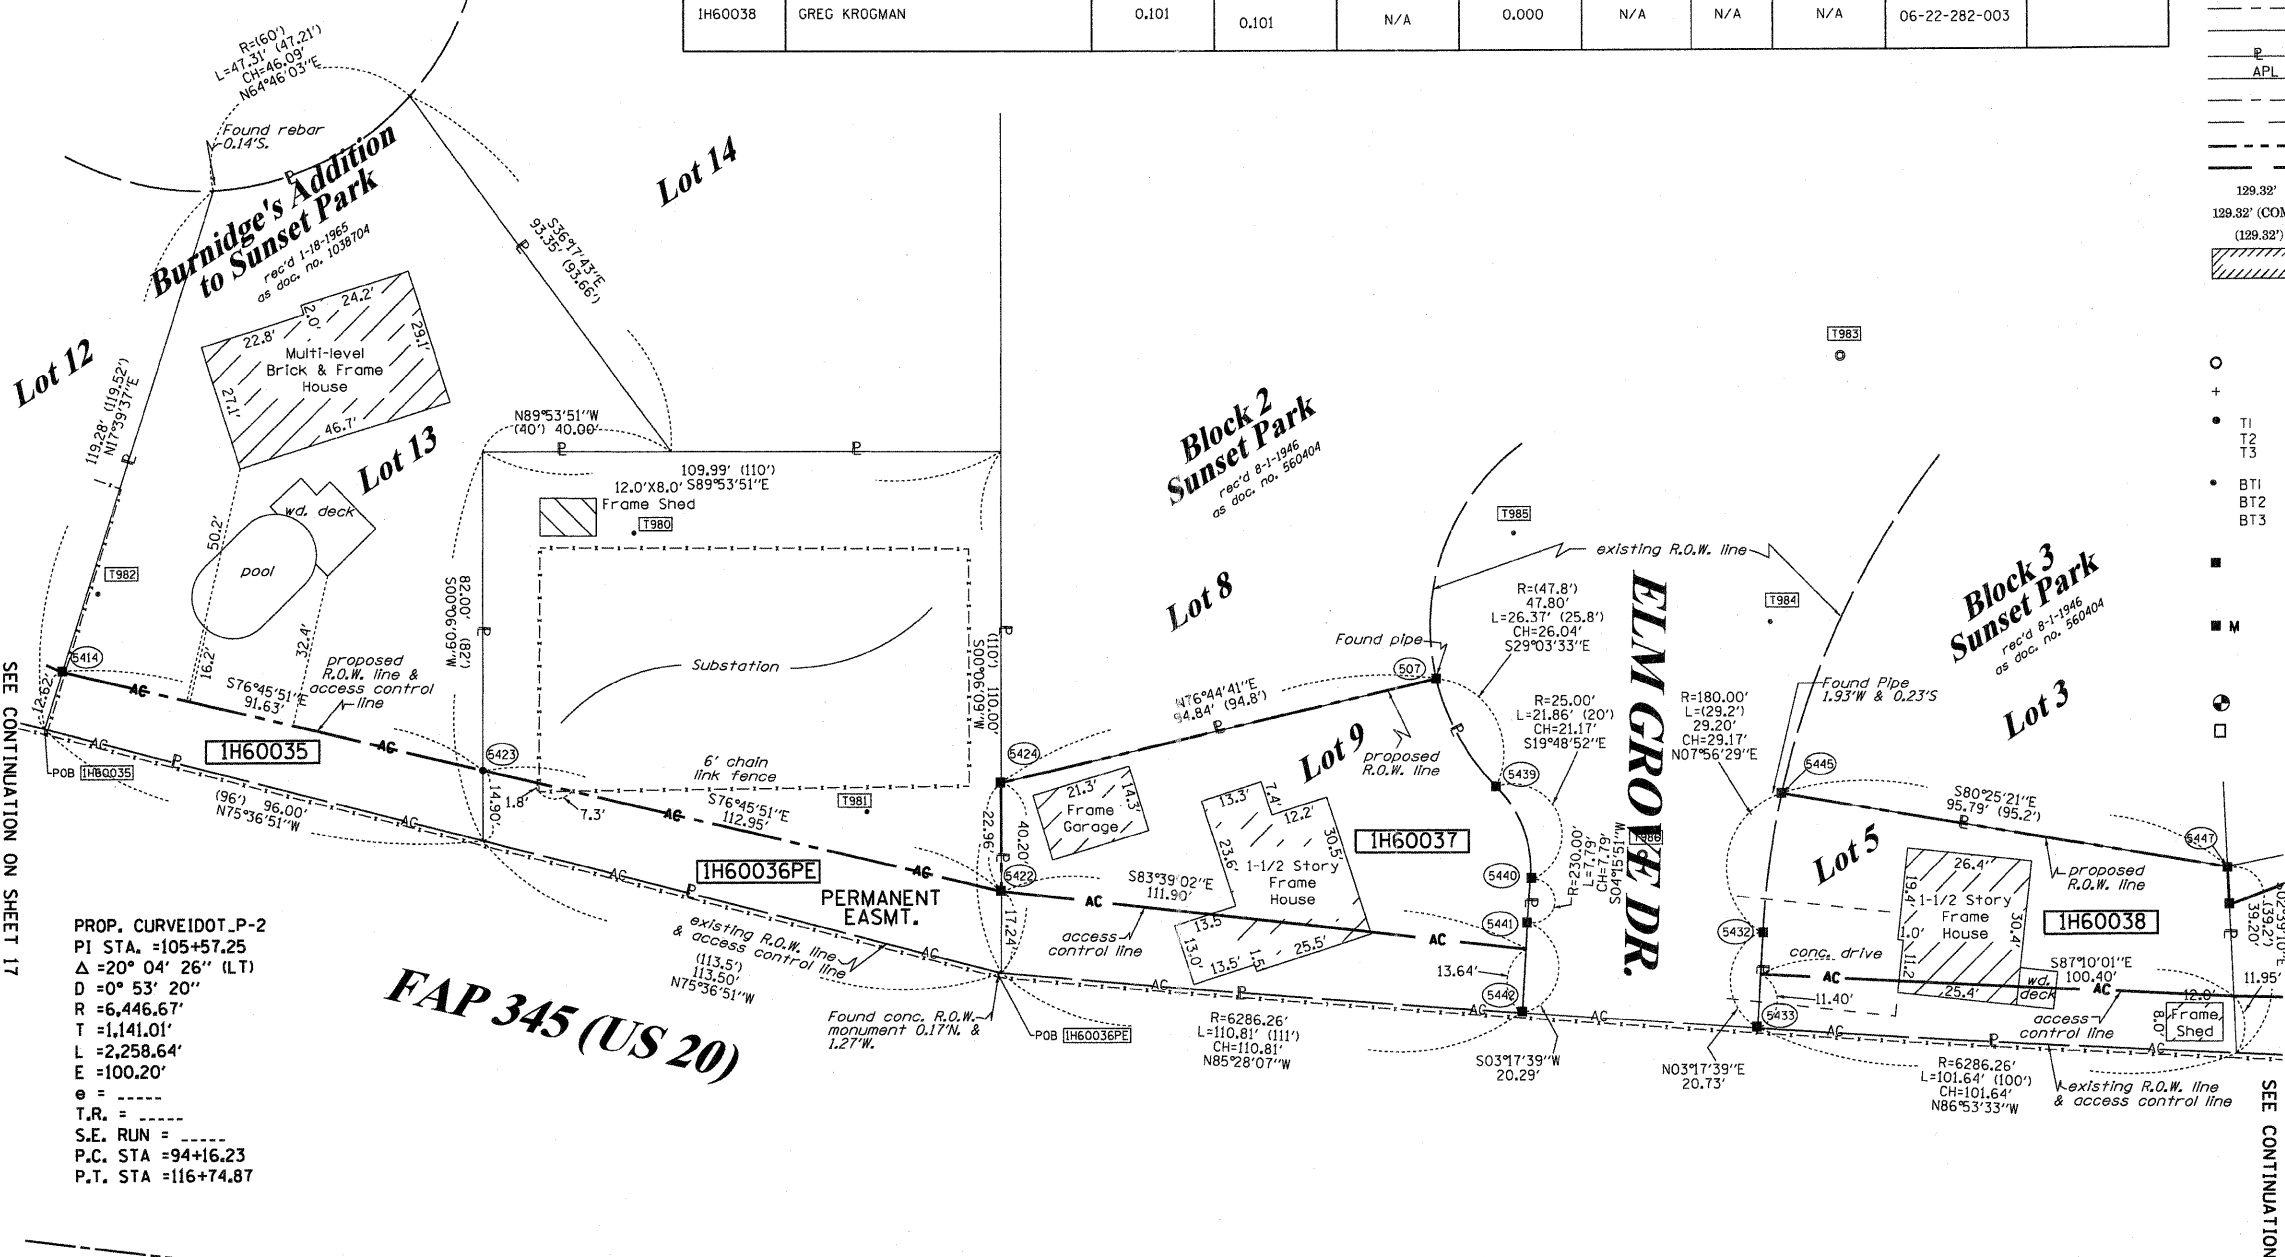 1H60038 GREG KROGMAN 0.101 0.101 N/A 0.000 N/A N/A N/A 06-22-282-003
R=(60')
L=47.31' (47.21')
CH=46.09'
N64°46'03"E
Found rebar
0.14'S.
Burnidge's Addition
to Sunset Park
rec'd 1-18-1965
as doc. no. 1038704
Lot 14
S36°17'43"E
93.35' (93.66')
Lot 12
119.28' (119.52')
N17°39'37"E
22.8'
2.0'
24.2'
29.1'
27.1'
46.7'
Multi-level
Brick & Frame
House
Lot 13
wd. deck
pool
50.2'
16.2'
32.4'
T982
5414
12.62'
S76°45'51"E
91.63'
proposed
R.O.W. line &
access control
line
1H60035
POB 1H60035
(96') 96.00'
N75°36'51"W
N89°53'51"W
(40') 40.00'
109.99' (110')
S89°53'51"E
12.0'X8.0'
Frame Shed
T980
82.00' (82')
S00°06'09"W
Substation
(110') 110.00'
S00°06'09"W
5423
14.90'
6' chain
link fence
1.8'
7.3'
S76°45'51"E
112.95'
T981
1H60036PE
PERMANENT
EASMT.
existing R.O.W. line
& access control line
(113.5')
113.50'
N75°36'51"W
5424
22.96'
40.20'
5422
17.24'
Found conc. R.O.W.
monument 0.17'N. &
1.27'W.
POB 1H60036PE
FAP 345 (US 20)
SEE CONTINUATION ON SHEET 17
PROP. CURVEIDOT_P-2
PI STA. =105+57.25
Δ =20° 04' 26" (LT)
D =0° 53' 20"
R =6,446.67'
T =1,141.01'
L =2,258.64'
E =100.20'
e = _____
T.R. = _____
S.E. RUN = _____
P.C. STA =94+16.23
P.T. STA =116+74.87
Block 2
Sunset Park
rec'd 8-1-1946
as doc. no. 560404
Lot 8
T985
T983
existing R.O.W. line
Found pipe
507
N76°44'41"E
94.84' (94.8')
proposed
R.O.W. line
Lot 9
R=(47.8')
47.80'
L=26.37' (25.8')
CH=26.04'
S29°03'33"E
R=25.00'
L=21.86' (20')
CH=21.17'
S19°48'52"E
5439
21.3'
14.3'
Frame
Garage
13.3'
7.4'
12.2'
30.5'
23.6'
1-1/2 Story
Frame
House
13.5'
13.0'
13.5'
1.5'
25.5'
1H60037
S83°39'02"E
111.90'
access
control line
R=6286.26'
L=110.81' (111')
CH=110.81'
N85°28'07"W
5440
R=230.00'
L=7.79'
CH=7.79'
S04°15'51"W
5441
13.64'
5442
S03°17'39"W
20.29'
ELM GROVE DR.
T986
T984
R=180.00'
L=(29.2')
29.20'
CH=29.17'
N07°56'29"E
Found Pipe
1.93'W & 0.23'S
5445
Block 3
Sunset Park
rec'd 8-1-1946
as doc. no. 560404
Lot 3
S80°25'21"E
95.79' (95.2')
5447
proposed
R.O.W. line
Lot 5
5432
conc. drive
11.40'
5433
N03°17'39"E
20.73'
26.4'
19.4'
1.0'
11.2'
30.4'
25.4'
1-1/2 Story
Frame
House
1H60038
wd.
deck
S87°10'01"E
100.40'
access
control line
12.0'
8.0'
Frame
Shed
(39.2')
39.20'
11.95'
R=6286.26'
L=101.64' (100')
CH=101.64'
N86°53'33"W
existing R.O.W. line
& access control line
SEE CONTINUATION
APL
129.32'
129.32' (COM
(129.32')
T1
T2
T3
BT1
BT2
BT3
M
AC